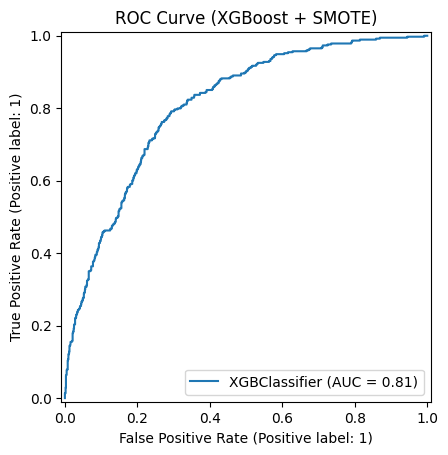 ROC Curve (XGBoost + SMOTE)
True Positive Rate (Positive label: 1)
1.0
0.8
0.6
0.4
0.2
0.0
XGBClassifier (AUC = 0.81)
0.0 0.2 0.4 0.6 0.8 1.0
False Positive Rate (Positive label: 1)